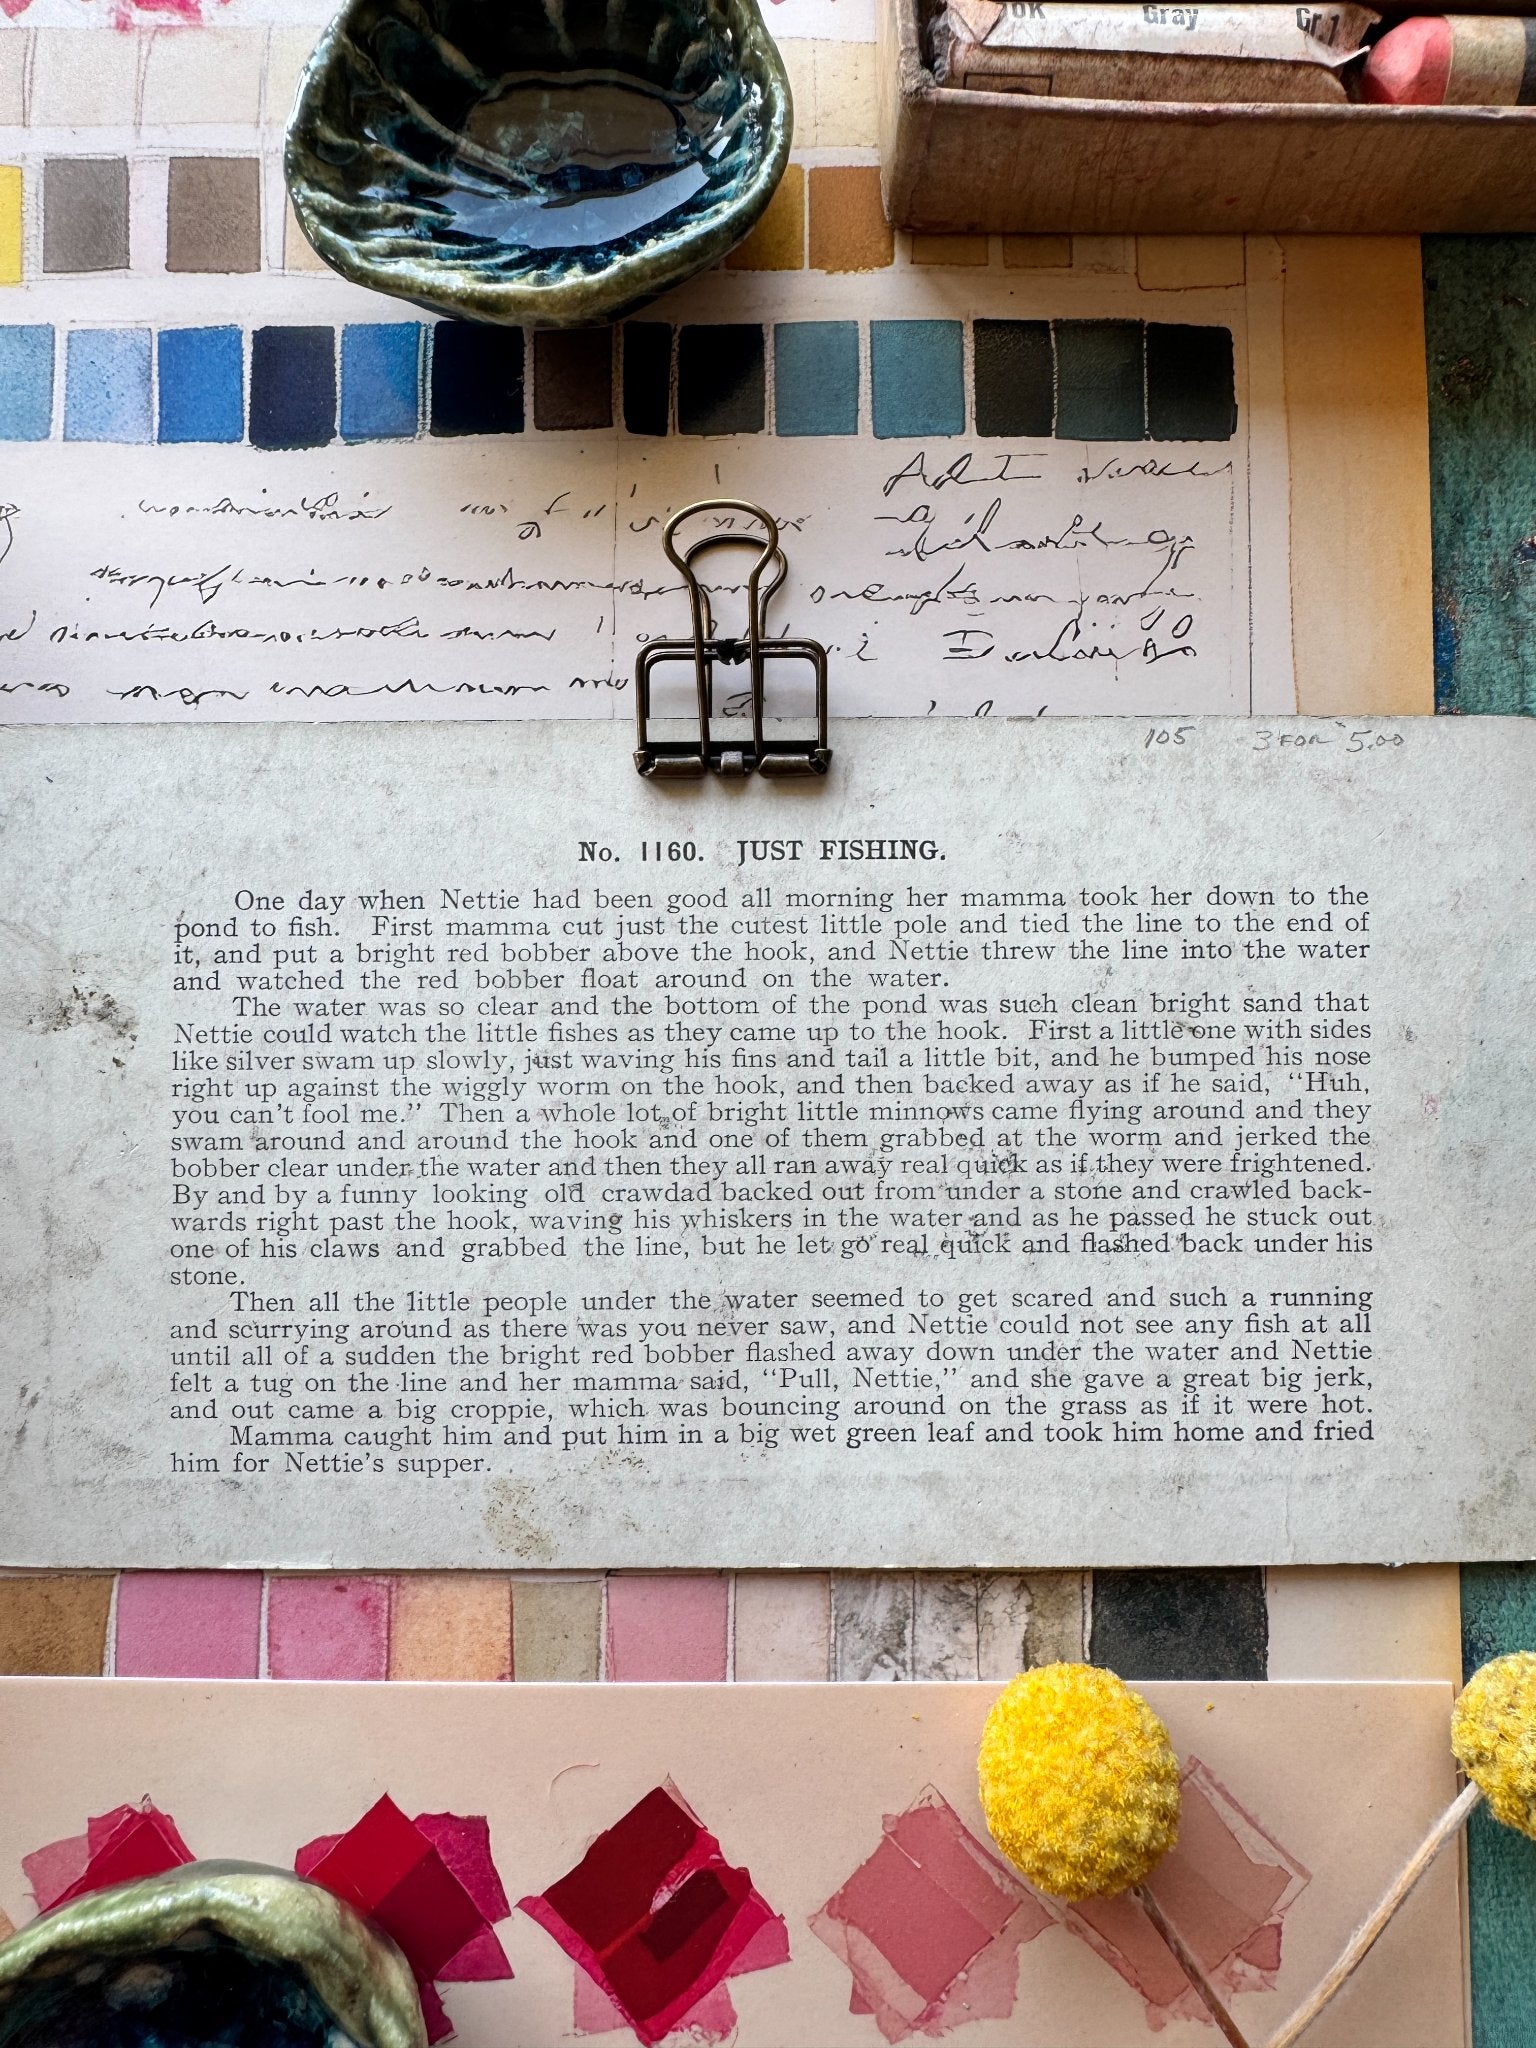 Gray Gr.1
105 3 FOR 5.00
No. 1160. JUST FISHING.
One day when Nettie had been good all morning her mamma took her down to the
pond to fish. First mamma cut just the cutest little pole and tied the line to the end of
it, and put a bright red bobber above the hook, and Nettie threw the line into the water
and watched the red bobber float around on the water.
The water was so clear and the bottom of the pond was such clean bright sand that
Nettie could watch the little fishes as they came up to the hook. First a little one with sides
like silver swam up slowly, just waving his fins and tail a little bit, and he bumped his nose
right up against the wiggly worm on the hook, and then backed away as if he said, “Huh,
you can’t fool me.” Then a whole lot of bright little minnows came flying around and they
swam around and around the hook and one of them grabbed at the worm and jerked the
bobber clear under the water and then they all ran away real quick as if they were frightened.
By and by a funny looking old crawdad backed out from under a stone and crawled back-
wards right past the hook, waving his whiskers in the water and as he passed he stuck out
one of his claws and grabbed the line, but he let go real quick and flashed back under his
stone.
Then all the little people under the water seemed to get scared and such a running
and scurrying around as there was you never saw, and Nettie could not see any fish at all
until all of a sudden the bright red bobber flashed away down under the water and Nettie
felt a tug on the line and her mamma said, “Pull, Nettie,” and she gave a great big jerk,
and out came a big croppie, which was bouncing around on the grass as if it were hot.
Mamma caught him and put him in a big wet green leaf and took him home and fried
him for Nettie’s supper.